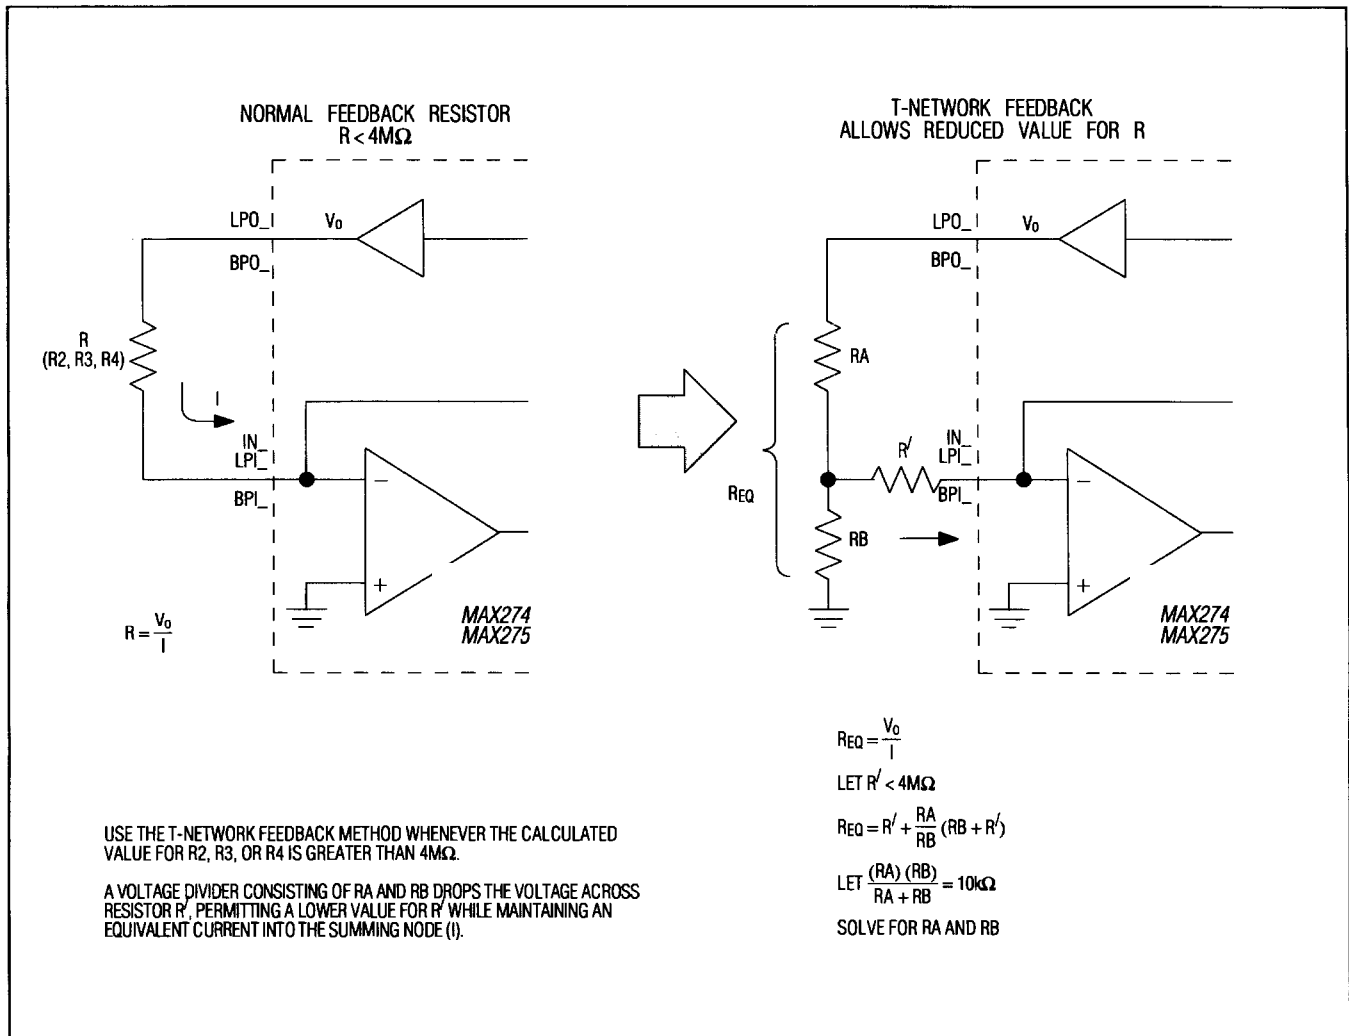 NORMAL FEEDBACK RESISTOR
R < 4MΩ
LPO_
V₀
BPO_
R
(R2, R3, R4)
I
IN_
LPI_
BPI_
−
+
MAX274
MAX275
R = V₀/I
T-NETWORK FEEDBACK
ALLOWS REDUCED VALUE FOR R
LPO_
V₀
BPO_
RA
R′
IN_
LPI_
BPI_
REQ
RB
−
+
MAX274
MAX275
REQ = V₀/I
LET R′ < 4MΩ
REQ = R′ + RA/RB (RB + R′)
LET (RA) (RB)/RA + RB = 10kΩ
SOLVE FOR RA AND RB
USE THE T-NETWORK FEEDBACK METHOD WHENEVER THE CALCULATED
VALUE FOR R2, R3, OR R4 IS GREATER THAN 4MΩ.
A VOLTAGE DIVIDER CONSISTING OF RA AND RB DROPS THE VOLTAGE ACROSS
RESISTOR R′, PERMITTING A LOWER VALUE FOR R′ WHILE MAINTAINING AN
EQUIVALENT CURRENT INTO THE SUMMING NODE (I).